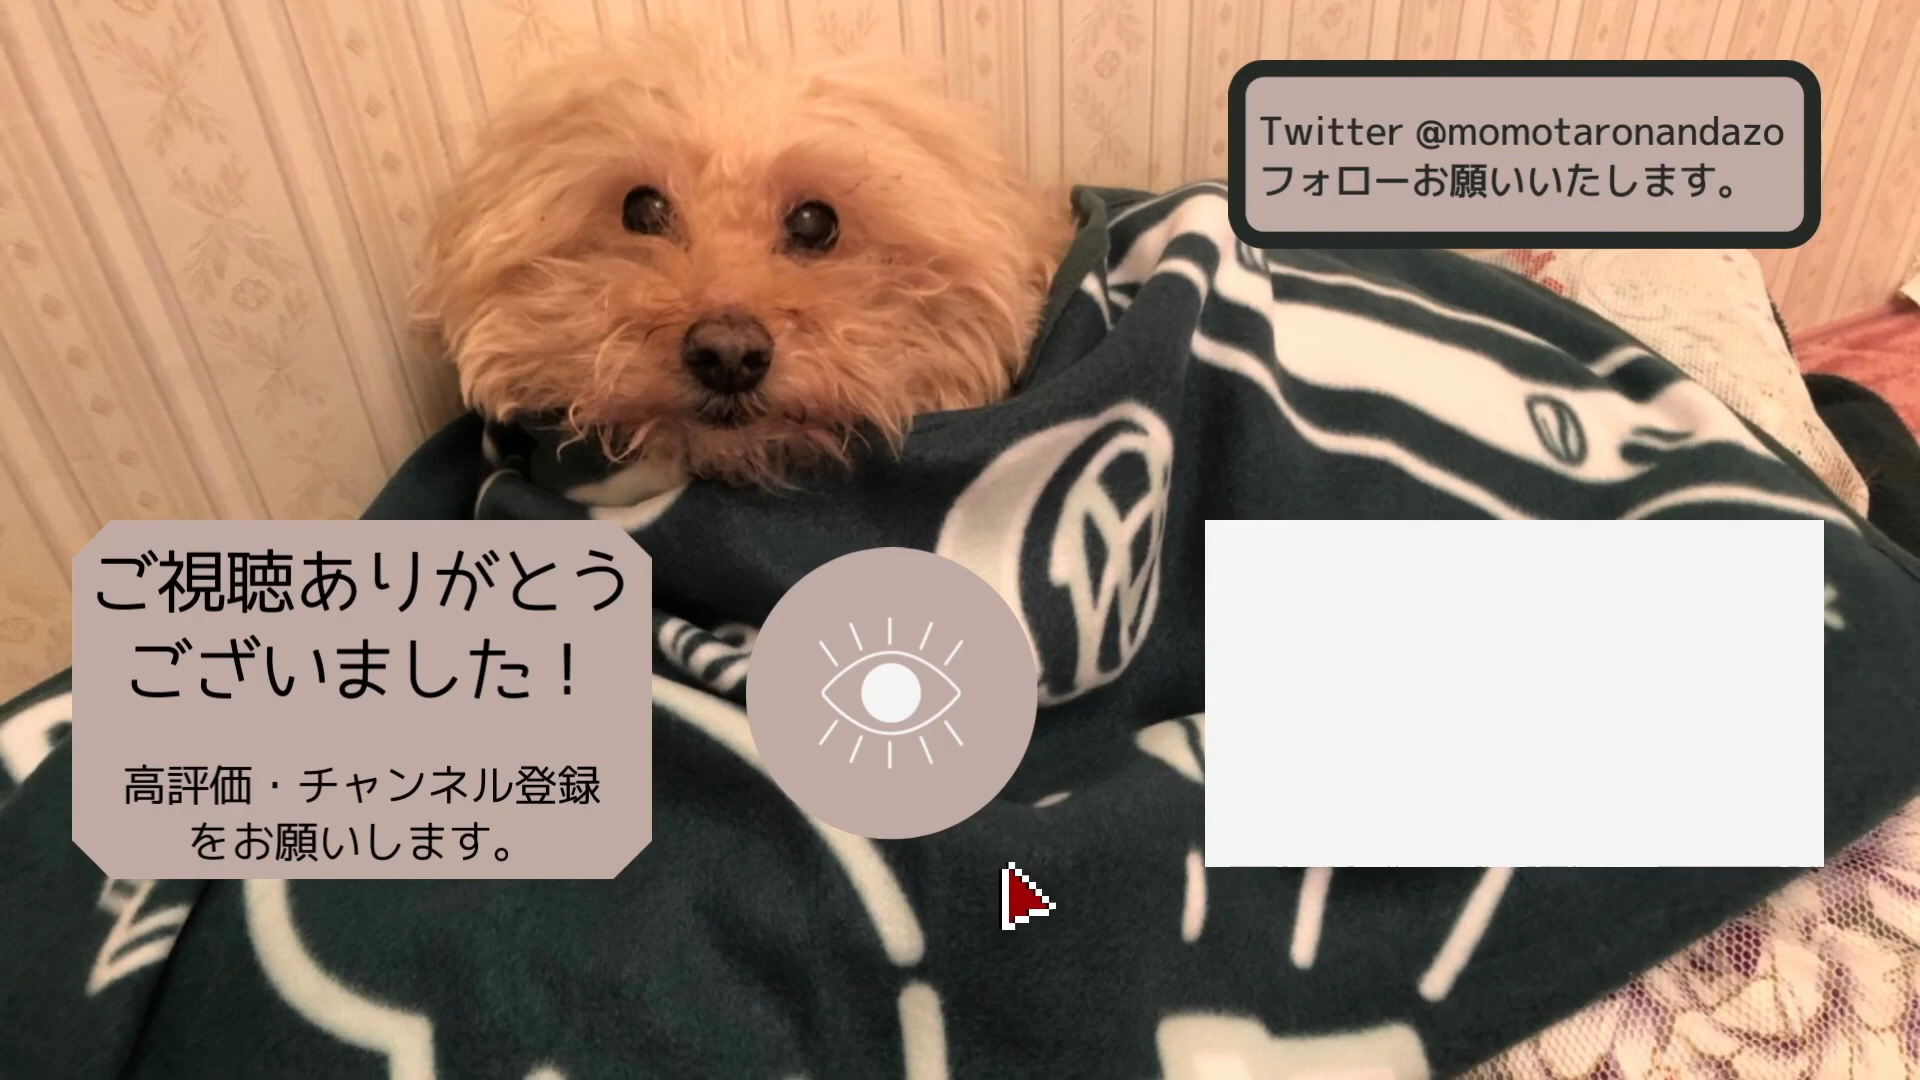 Twitter @momotaronandazo
フォローお願いいたします。
ご視聴ありがとう
ございました！
高評価・チャンネル登録
をお願いします。